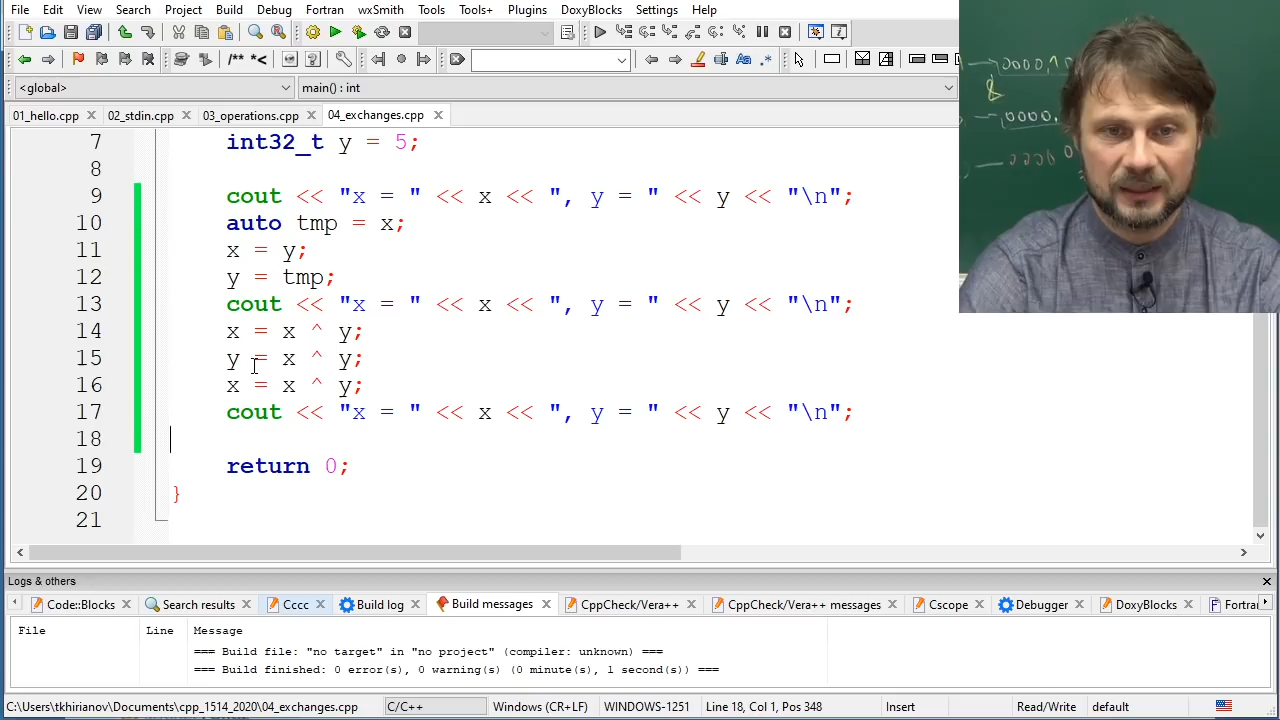 File Edit View Search Project Build Debug Fortran wxSmith Tools Tools+ Plugins DoxyBlocks Settings Help
/** *<
.*
<global> main() : int
01_hello.cpp 02_stdin.cpp 03_operations.cpp 04_exchanges.cpp
7 int32_t y = 5;
8
9 cout << "x = " << x << ", y = " << y << "\n";
10 auto tmp = x;
11 x = y;
12 y = tmp;
13 cout << "x = " << x << ", y = " << y << "\n";
14 x = x ^ y;
15 y = x ^ y;
16 x = x ^ y;
17 cout << "x = " << x << ", y = " << y << "\n";
18
19 return 0;
20 }
21
Logs & others
Code::Blocks Search results Cccc Build log Build messages CppCheck/Vera++ CppCheck/Vera++ messages Cscope Debugger DoxyBlocks Fortra
File Line Message
=== Build file: "no target" in "no project" (compiler: unknown) ===
=== Build finished: 0 error(s), 0 warning(s) (0 minute(s), 1 second(s)) ===
C:\Users\tkhirianov\Documents\cpp_1514_2020\04_exchanges.cpp C/C++ Windows (CR+LF) WINDOWS-1251 Line 18, Col 1, Pos 348 Insert Read/Write default